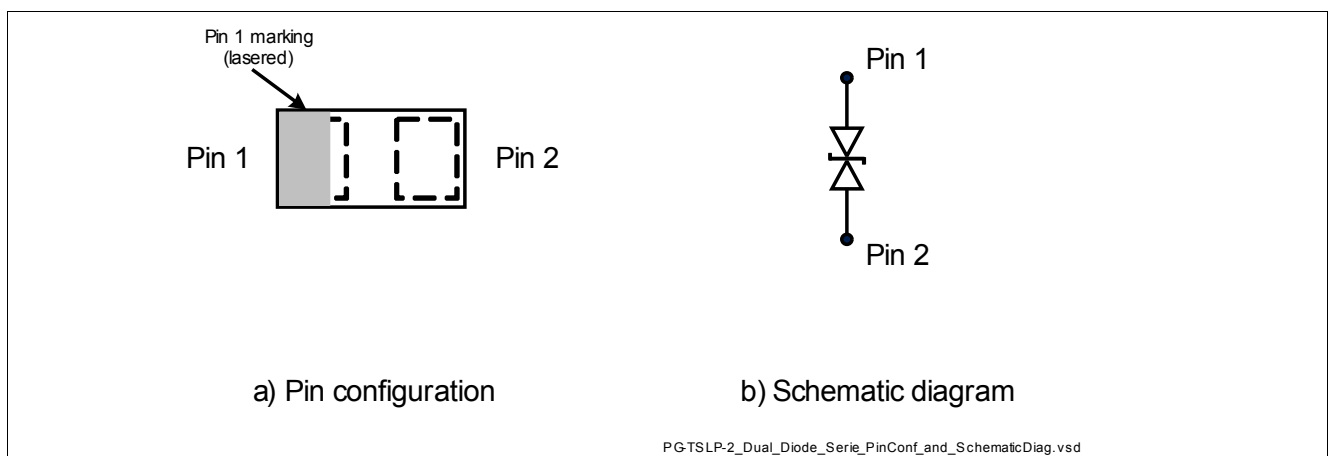 Pin 1 marking
(lasered)
Pin 1
Pin 2
Pin 1
Pin 2
a) Pin configuration
b) Schematic diagram
PG-TSLP-2_Dual_Diode_Serie_PinConf_and_SchematicDiag.vsd